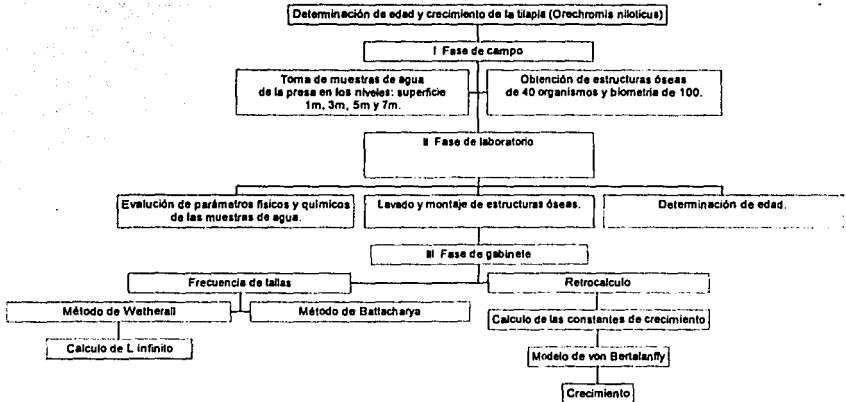 Determinación de edad y crecimiento de la tilapia (Orechromis niloticus)
I Fase de campo
Toma de muestras de agua
de la presa en los niveles: superficie
1m, 3m, 5m y 7m.
Obtención de estructuras óseas
de 40 organismos y biometria de 100.
II Fase de laboratorio
Evalución de parámetros físicos y químicos
de las muestras de agua.
Lavado y montaje de estructuras óseas.
Determinación de edad.
III Fase de gabinete
Frecuencia de tallas
Retrocalculo
Método de Wetherall
Método de Battacharya
Calculo de las constantes de crecimiento
Calculo de L infinito
Modelo de von Bertalanffy
Crecimiento